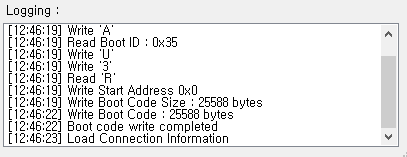 Logging :
[12:46:19] Write 'A'
[12:46:19] Read Boot ID : 0x35
[12:46:19] Write 'U'
[12:46:19] Write '3'
[12:46:19] Read 'R'
[12:46:19] Write Start Address 0x0
[12:46:19] Write Boot Code Size : 25588 bytes
[12:46:22] Write Boot Code : 25588 bytes
[12:46:22] Boot code write completed
[12:46:23] Load Connection Information